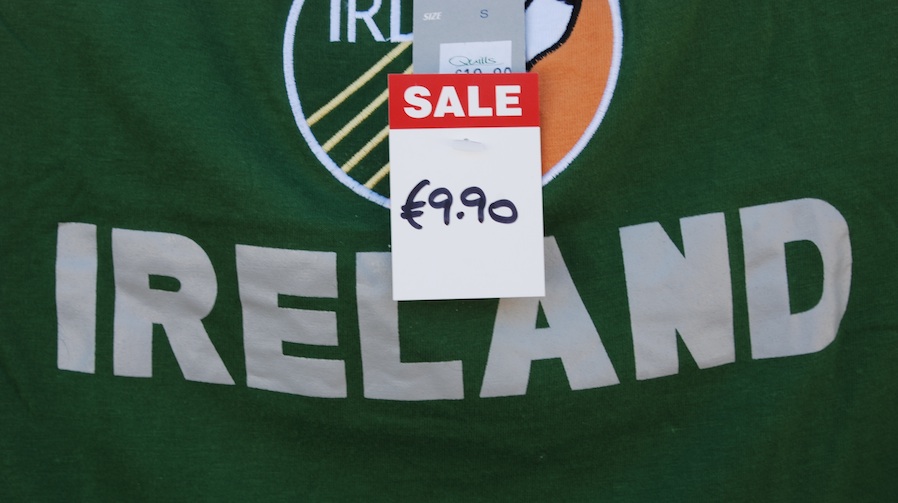 IRL
SIZE S
Quills
SALE
€9.90
IRELAND